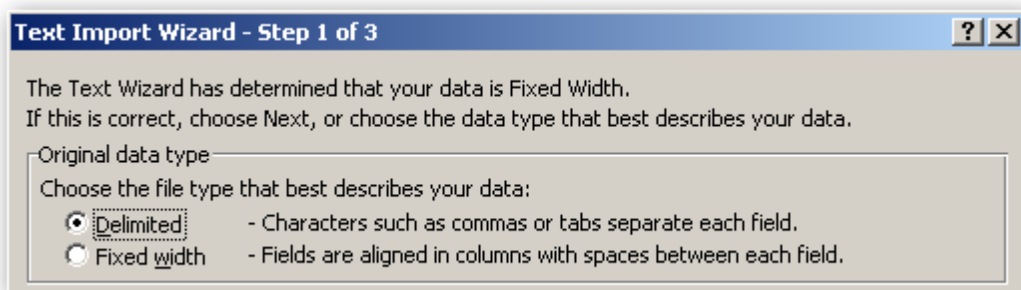 Text Import Wizard - Step 1 of 3
The Text Wizard has determined that your data is Fixed Width.
If this is correct, choose Next, or choose the data type that best describes your data.
Original data type
Choose the file type that best describes your data:
Delimited - Characters such as commas or tabs separate each field.
Fixed width - Fields are aligned in columns with spaces between each field.